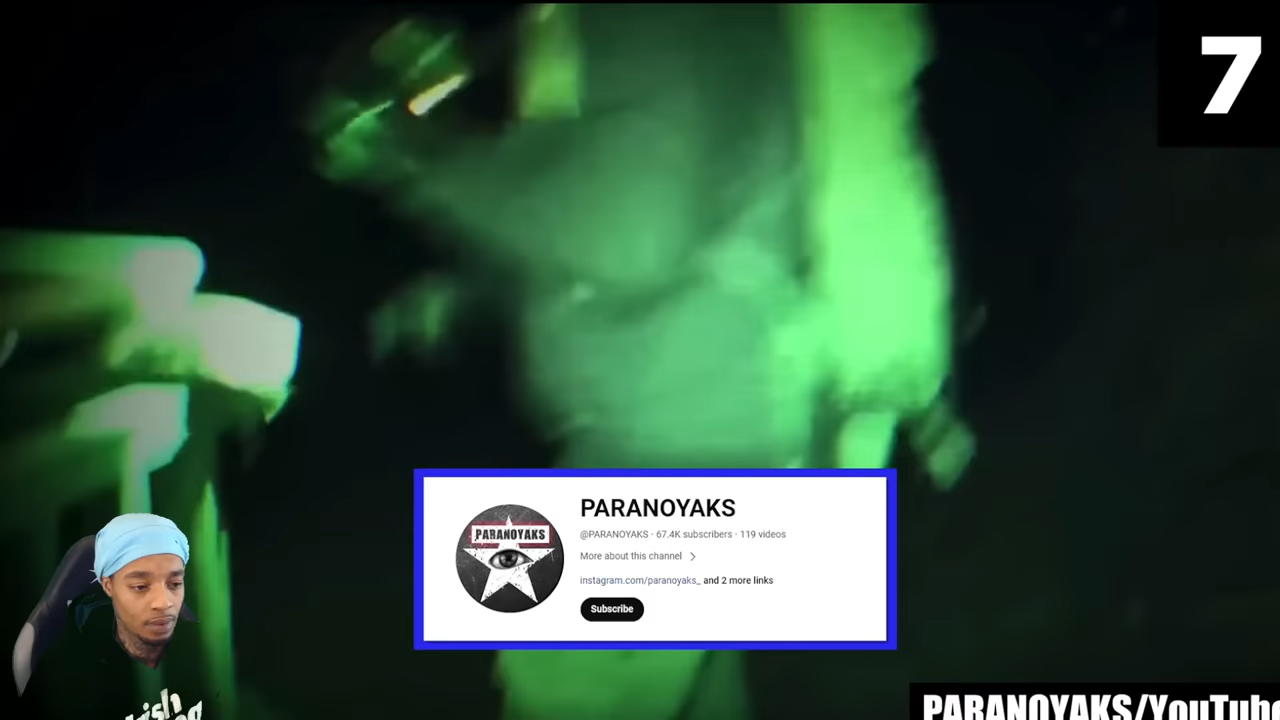 7
PARANOYAKS
PARANOYAKS
@PARANOYAKS · 67.4K subscribers · 119 videos
More about this channel
instagram.com/paranoyaks_ and 2 more links
Subscribe
PARANOYAKS/YouTube